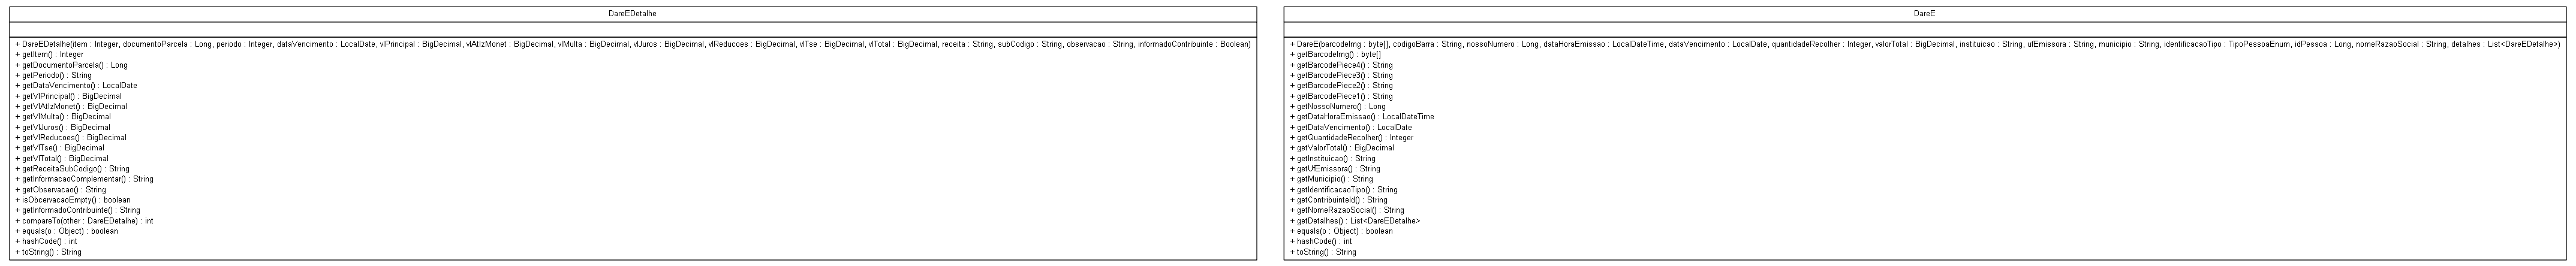 DareEDetalhe
+ DareEDetalhe(item : Integer, documentoParcela : Long, periodo : Integer, dataVencimento : LocalDate, vlPrincipal : BigDecimal, vlAtlzMonet : BigDecimal, vlMulta : BigDecimal, vlJuros : BigDecimal, vlReducoes : BigDecimal, vlTse : BigDecimal, vlTotal : BigDecimal, receita : String, subCodigo : String, observacao : String, informadoContribuinte : Boolean)
+ getItem() : Integer
+ getDocumentoParcela() : Long
+ getPeriodo() : String
+ getDataVencimento() : LocalDate
+ getVlPrincipal() : BigDecimal
+ getVlAtlzMonet() : BigDecimal
+ getVlMulta() : BigDecimal
+ getVlJuros() : BigDecimal
+ getVlReducoes() : BigDecimal
+ getVlTse() : BigDecimal
+ getVlTotal() : BigDecimal
+ getReceitaSubCodigo() : String
+ getInformacaoComplementar() : String
+ getObservacao() : String
+ isObcervacaoEmpty() : boolean
+ getInformadoContribuinte() : String
+ compareTo(other : DareEDetalhe) : int
+ equals(o : Object) : boolean
+ hashCode() : int
+ toString() : String
DareE
+ DareE(barcodeImg : byte[], codigoBarra : String, nossoNumero : Long, dataHoraEmissao : LocalDateTime, dataVencimento : LocalDate, quantidadeRecolher : Integer, valorTotal : BigDecimal, instituicao : String, ufEmissora : String, municipio : String, identificacaoTipo : TipoPessoaEnum, idPessoa : Long, nomeRazaoSocial : String, detalhes : List<DareEDetalhe>)
+ getBarcodeImg() : byte[]
+ getBarcodePiece4() : String
+ getBarcodePiece3() : String
+ getBarcodePiece2() : String
+ getBarcodePiece1() : String
+ getNossoNumero() : Long
+ getDataHoraEmissao() : LocalDateTime
+ getDataVencimento() : LocalDate
+ getQuantidadeRecolher() : Integer
+ getValorTotal() : BigDecimal
+ getInstituicao() : String
+ getUfEmissora() : String
+ getMunicipio() : String
+ getIdentificacaoTipo() : String
+ getContribuinteId() : String
+ getNomeRazaoSocial() : String
+ getDetalhes() : List<DareEDetalhe>
+ equals(o : Object) : boolean
+ hashCode() : int
+ toString() : String